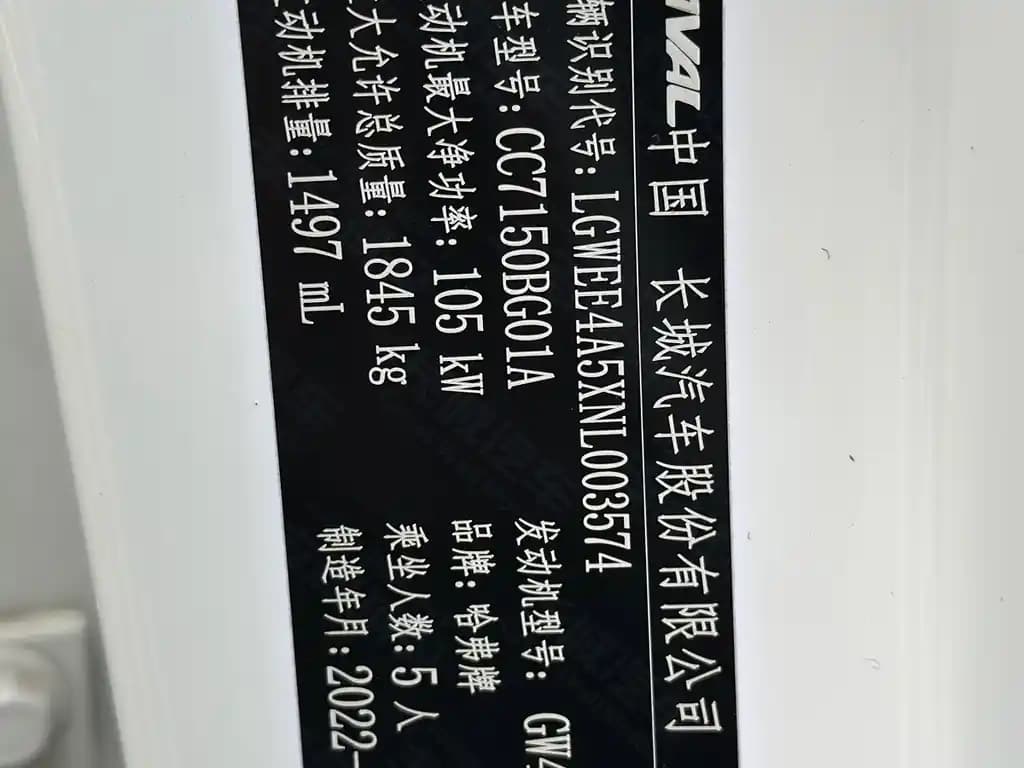 VAL 中国 长城汽车股份有限公司
辆识别代号: LGWEE4A5XNL003574
车型号: CC7150BG01A 发动机型号: GW4
动机最大净功率: 105 kW 品牌: 哈弗牌
大允许总质量: 1845 kg 乘坐人数: 5 人
动机排量: 1497 mL 制造年月: 2022-